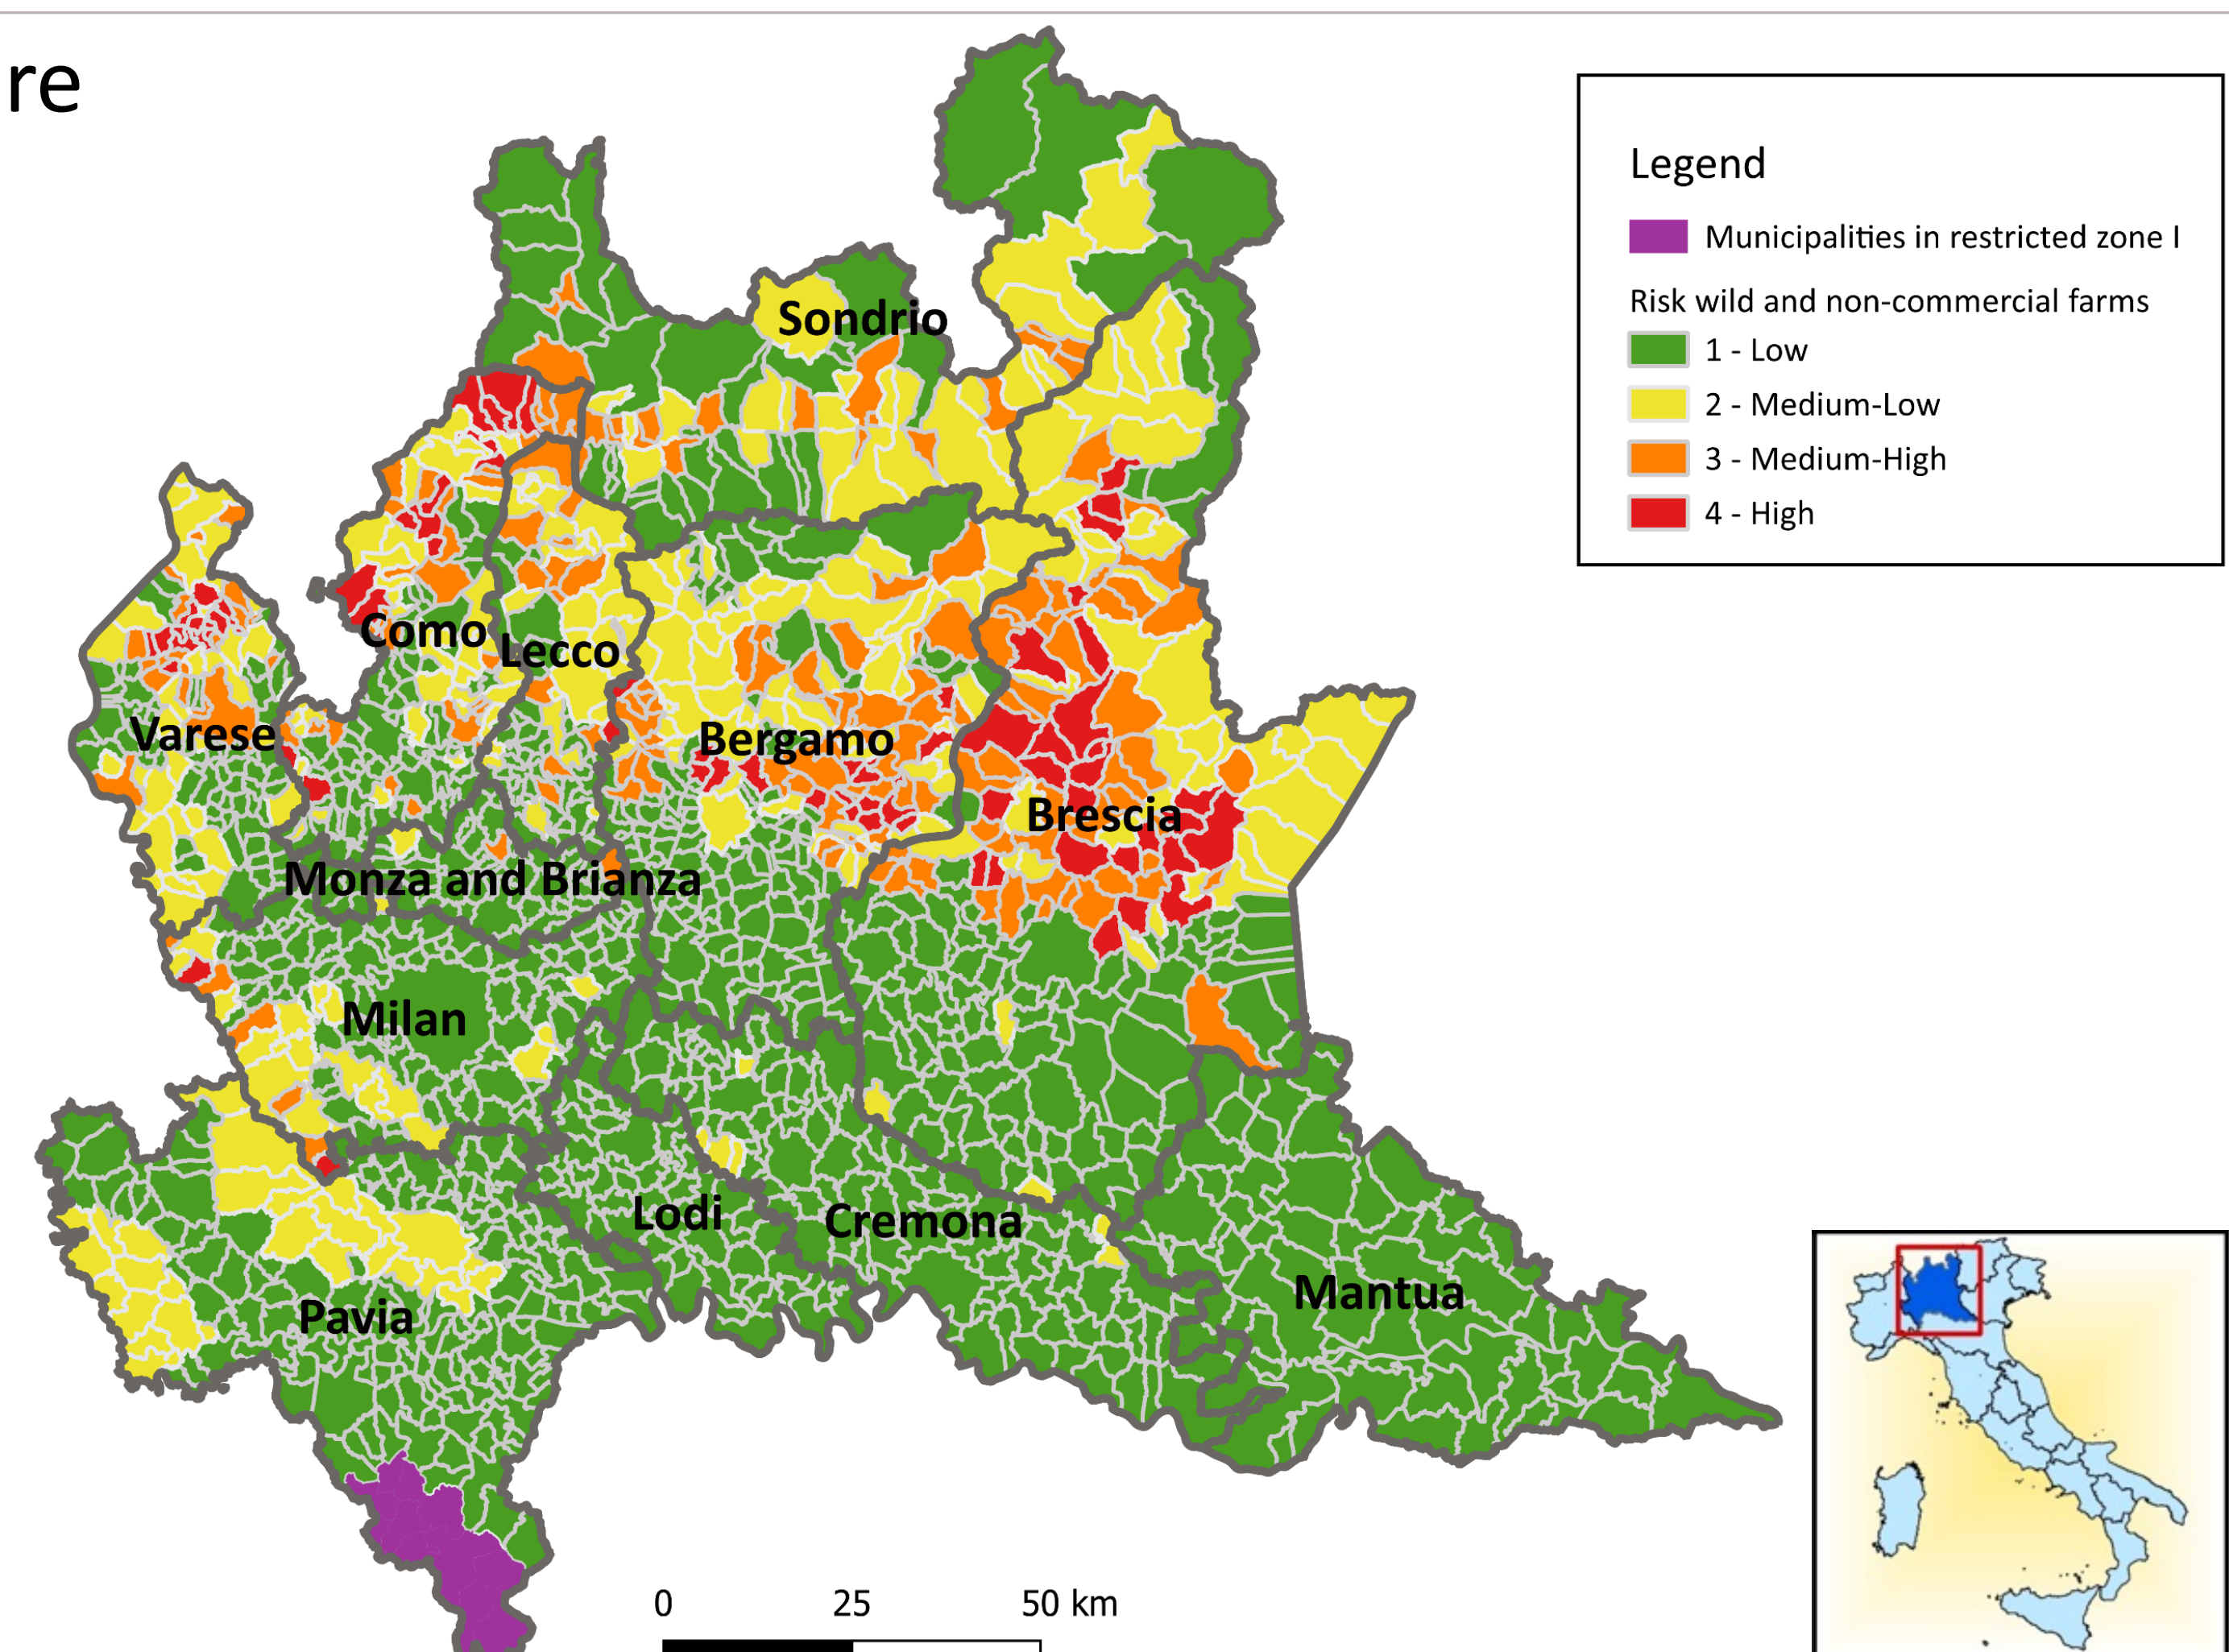 re
Legend
Municipalities in restricted zone I
Risk wild and non-commercial farms
1 - Low
2 - Medium-Low
3 - Medium-High
4 - High
Sondrio
Como
Lecco
Varese
Bergamo
Brescia
Monza and Brianza
Milan
Lodi
Cremona
Mantua
Pavia
0 25 50 km